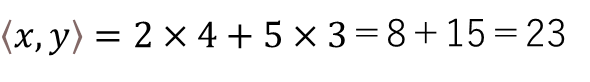 ⟨x, y⟩ = 2 × 4 + 5 × 3 = 8 + 15 = 23